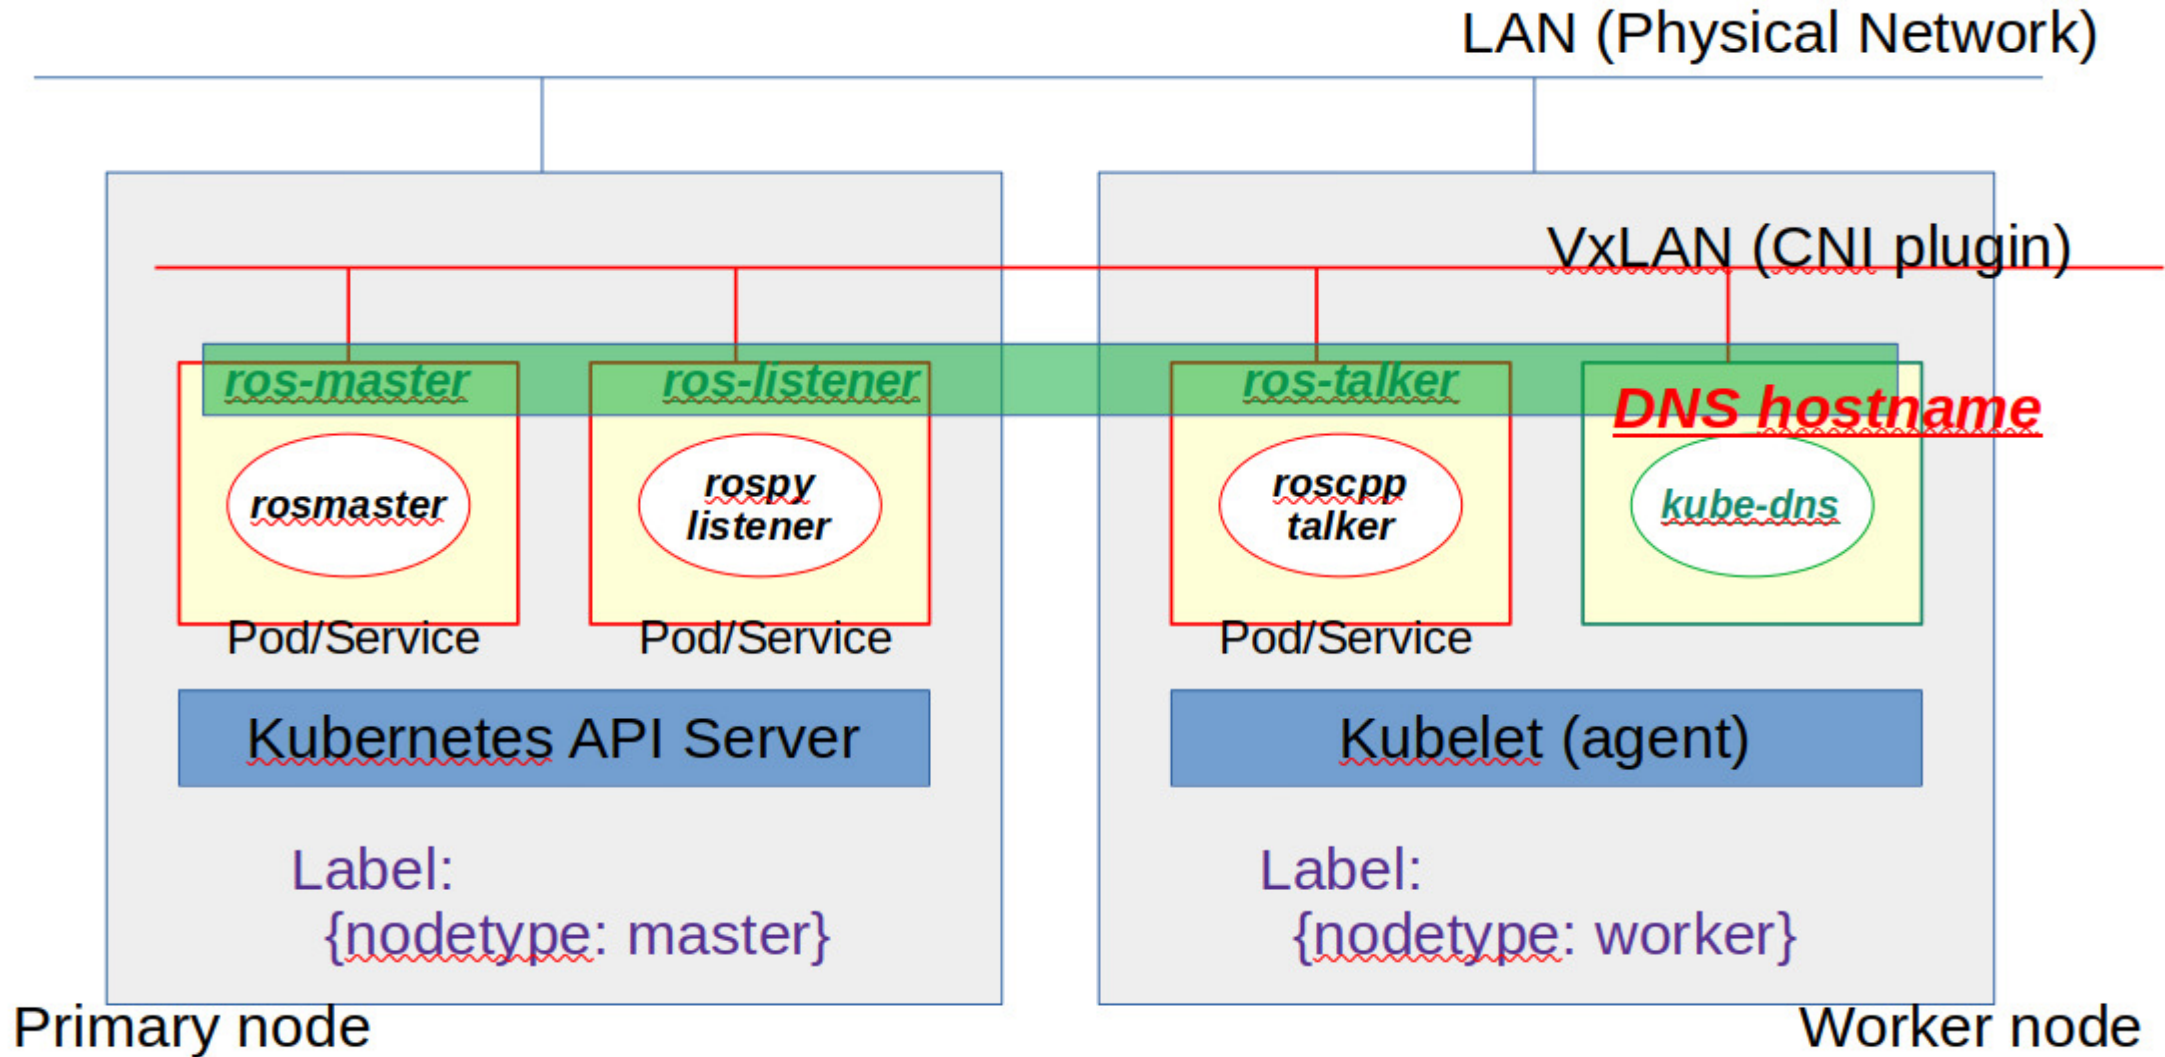 LAN (Physical Network)
VxLAN (CNI plugin)
ros-master
ros-listener
ros-talker
DNS hostname
rosmaster
rospy
listener
roscpp
talker
kube-dns
Pod/Service
Pod/Service
Pod/Service
Kubernetes API Server
Kubelet (agent)
Label:
{nodetype: master}
Label:
{nodetype: worker}
Primary node
Worker node